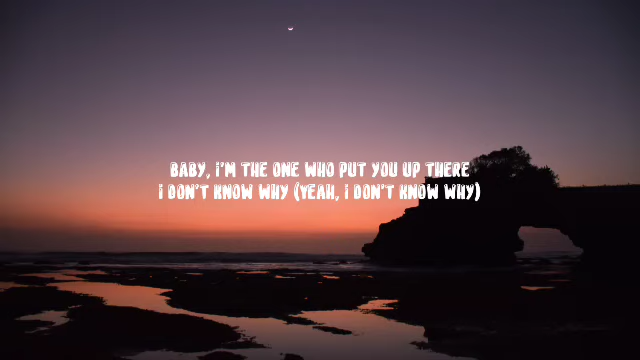 BABY, I'M THE ONE WHO PUT YOU UP THERE
I DON'T KNOW WHY (YEAH, I DON'T KNOW WHY)